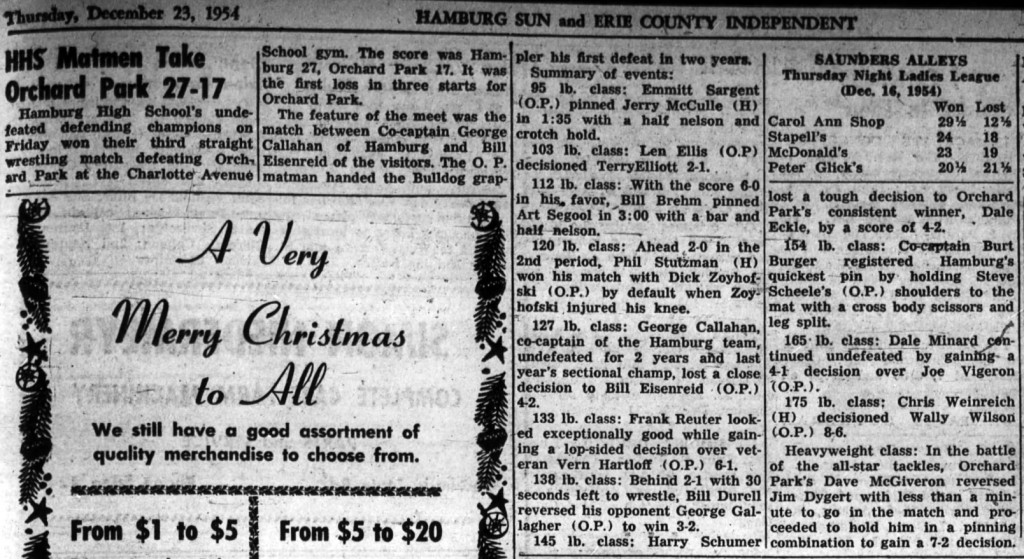 Thursday, December 23, 1954
HAMBURG SUN and ERIE COUNTY INDEPENDENT
HHS Matmen Take
Orchard Park 27-17
Hamburg High School's unde-
feated defending champions on
Friday won their third straight
wrestling match defeating Orch-
ard Park at the Charlotte Avenue
School gym. The score was Ham-
burg 27, Orchard Park 17. It was
the first loss in three starts for
Orchard Park.
The feature of the meet was the
match between Co-captain George
Callahan of Hamburg and Bill
Eisenreid of the visitors. The O. P.
matman handed the Bulldog grap-
pler his first defeat in two years.
Summary of events:
95 lb. class: Emmitt Sargent
(O.P.) pinned Jerry McCulle (H)
in 1:35 with a half nelson and
crotch hold.
103 lb. class: Len Ellis (O.P)
decisioned TerryElliott 2-1.
112 lb. class: With the score 6-0
in his favor, Bill Brehm pinned
Art Segool in 3:00 with a bar and
half nelson.
120 lb. class: Ahead 2-0 in the
2nd period, Phil Stutzman (H)
won his match with Dick Zoyhof-
ski (O.P.) by default when Zoy-
hofski injured his knee.
127 lb. class: George Callahan,
co-captain of the Hamburg team,
undefeated for 2 years and last
year's sectional champ, lost a close
decision to Bill Eisenreid (O.P.)
4-2.
133 lb. class: Frank Reuter look-
ed exceptionally good while gain-
ing a lop-sided decision over vet-
eran Vern Hartloff (O.P.) 6-1.
138 lb. class: Behind 2-1 with 30
seconds left to wrestle, Bill Durell
reversed his opponent George Gal-
lagher (O.P.) to win 3-2.
145 lb. class: Harry Schumer
SAUNDERS ALLEYS
Thursday Night Ladies League
(Dec. 16, 1954)
Won Lost
Carol Ann Shop 29½ 12½
Stapell's 24 18
McDonald's 23 19
Peter Glick's 20½ 21½
lost a tough decision to Orchard
Park's consistent winner, Dale
Eckle, by a score of 4-2.
154 lb. class: Co-captain Burt
Burger registered Hamburg's
quickest pin by holding Steve
Scheele's (O.P.) shoulders to the
mat with a cross body scissors and
leg split.
165 lb. class: Dale Minard con-
tinued undefeated by gaining a
4-1 decision over Joe Vigeron
(O.P.).
175 lb. class: Chris Weinreich
(H) decisioned Wally Wilson
(O.P.) 8-6.
Heavyweight class: In the battle
of the all-star tackles, Orchard
Park's Dave McGiveron reversed
Jim Dygert with less than a min-
ute to go in the match and pro-
ceeded to hold him in a pinning
combination to gain a 7-2 decision.
A Very
Merry Christmas
to All
We still have a good assortment of
quality merchandise to choose from.
From $1 to $5
From $5 to $20